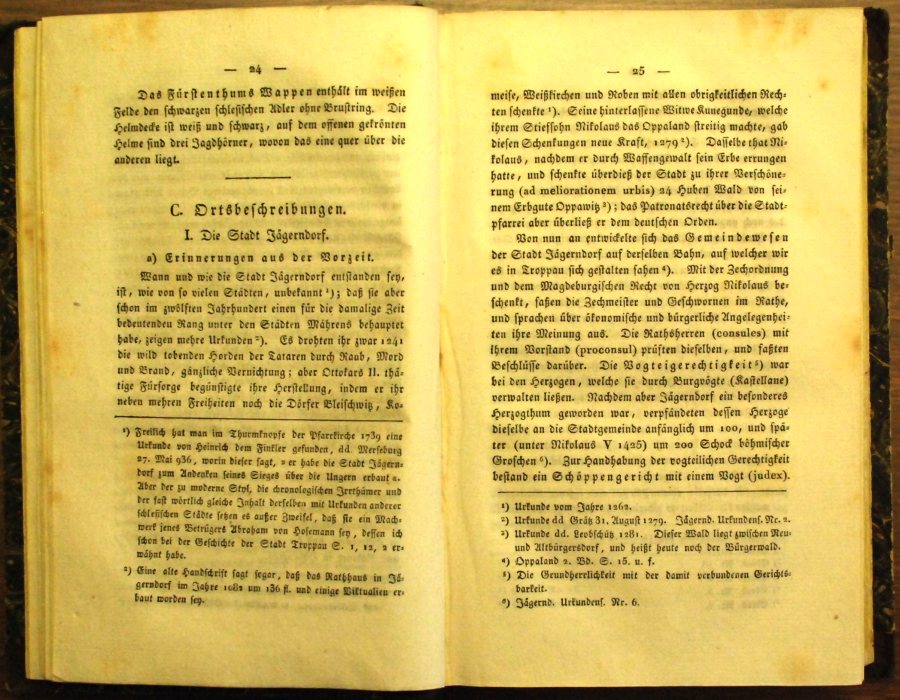 — 24 —
Das Fürstenthums Wappen enthält im weißen
Felde den schwarzen schlesischen Adler ohne Brustring. Die
Helmdecke ist weiß und schwarz, auf dem offenen gekrönten
Helme sind drei Jagdhörner, wovon das eine quer über die
anderen liegt.
C. Ortsbeschreibungen.
I. Die Stadt Jägerndorf.
a) Erinnerungen aus der Vorzeit.
Wann und wie die Stadt Jägerndorf entstanden sey,
ist, wie von so vielen Städten, unbekannt ¹); daß sie aber
schon im zwölften Jahrhundert einen für die damalige Zeit
bedeutenden Rang unter den Städten Mährens behauptet
habe, zeigen mehre Urkunden ²). Es drohten ihr zwar 1241
die wild tobenden Horden der Tataren durch Raub, Mord
und Brand, gänzliche Vernichtung; aber Ottokars II. thä-
tige Fürsorge begünstigte ihre Herstellung, indem er ihr
neben mehren Freiheiten noch die Dörfer Bleischwitz, Ko-
¹) Freilich hat man im Thurmknopfe der Pfarrkirche 1739 eine
Urkunde von Heinrich dem Finkler gefunden, dd. Merseburg
27. Mai 936, worin dieser sagt, »er habe die Stadt Jägern-
dorf zum Andenken seines Sieges über die Ungern erbaut«.
Aber der zu moderne Styl, die chronologischen Irrthümer und
der fast wörtlich gleiche Inhalt derselben mit Urkunden anderer
schlesischen Städte setzen es außer Zweifel, daß sie ein Mach-
werk jenes Betrügers Abraham von Hosemann sey, dessen ich
schon bei der Geschichte der Stadt Troppau S. 1, 12, 2 er-
wähnt habe.
²) Eine alte Handschrift sagt sogar, daß das Rathhaus in Jä-
gerndorf im Jahre 1082 um 136 fl. und einige Viktualien er-
baut worden sey.
— 25 —
meise, Weißkirchen und Roben mit allen obrigkeitlichen Rech-
ten schenkte ¹). Seine hinterlassene Witwe Kunegunde, welche
ihrem Stiefsohn Nikolaus das Oppaland streitig machte, gab
diesen Schenkungen neue Kraft, 1279 ²). Dasselbe that Ni-
kolaus, nachdem er durch Waffengewalt sein Erbe errungen
hatte, und schenkte überdieß der Stadt zu ihrer Verschöne-
rung (ad meliorationem urbis) 24 Huben Wald von sei-
nem Erbgute Oppawitz ³); das Patronatsrecht über die Stadt-
pfarrei aber überließ er dem deutschen Orden.
Von nun an entwickelte sich das Gemeindewesen
der Stadt Jägerndorf auf derselben Bahn, auf welcher wir
es in Troppau sich gestalten sahen ⁴). Mit der Zechordnung
und dem Magdeburgischen Recht von Herzog Nikolaus be-
schenkt, saßen die Zechmeister und Geschwornen im Rathe,
und sprachen über ökonomische und bürgerliche Angelegenhei-
ten ihre Meinung aus. Die Rathsherren (consules) mit
ihrem Vorstand (proconsul) prüften dieselben, und faßten
Beschlüsse darüber. Die Vogteigerechtigkeit ⁵) war
bei den Herzogen, welche sie durch Burgvögte (Kastellane)
verwalten ließen. Nachdem aber Jägerndorf ein besonderes
Herzogthum geworden war, verpfändeten dessen Herzoge
dieselbe an die Stadtgemeinde anfänglich um 100, und spä-
ter (unter Nikolaus V 1425) um 200 Schock böhmischer
Groschen ⁶). Zur Handhabung der vogteilichen Gerechtigkeit
bestand ein Schöppengericht mit einem Vogt (judex).
¹) Urkunde vom Jahre 1262.
²) Urkunde dd Grätz 31. August 1279. Jägernd. Urkundens. Nr. 2.
³) Urkunde dd. Leobschütz 1281. Dieser Wald liegt zwischen Neu-
und Altbürgersdorf, und heißt heute noch der Bürgerwald.
⁴) Oppaland 2. Bd. S. 15. u. f.
⁵) Die Grundherrlichkeit mit der damit verbundenen Gerichts-
barkeit.
⁶) Jägernd. Urkundens. Nr. 6.